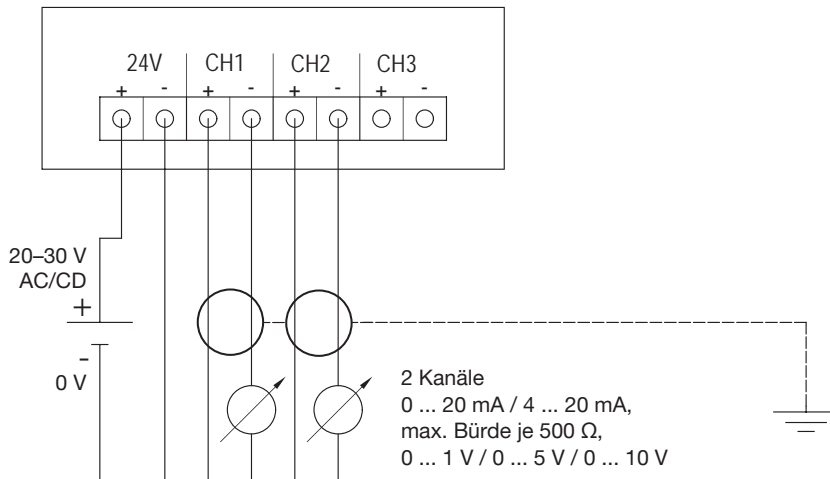 24V CH1 CH2 CH3
+ - + - + - + -
20–30 V
AC/CD
+
-
0 V
2 Kanäle
0 ... 20 mA / 4 ... 20 mA,
max. Bürde je 500 Ω,
0 ... 1 V / 0 ... 5 V / 0 ... 10 V